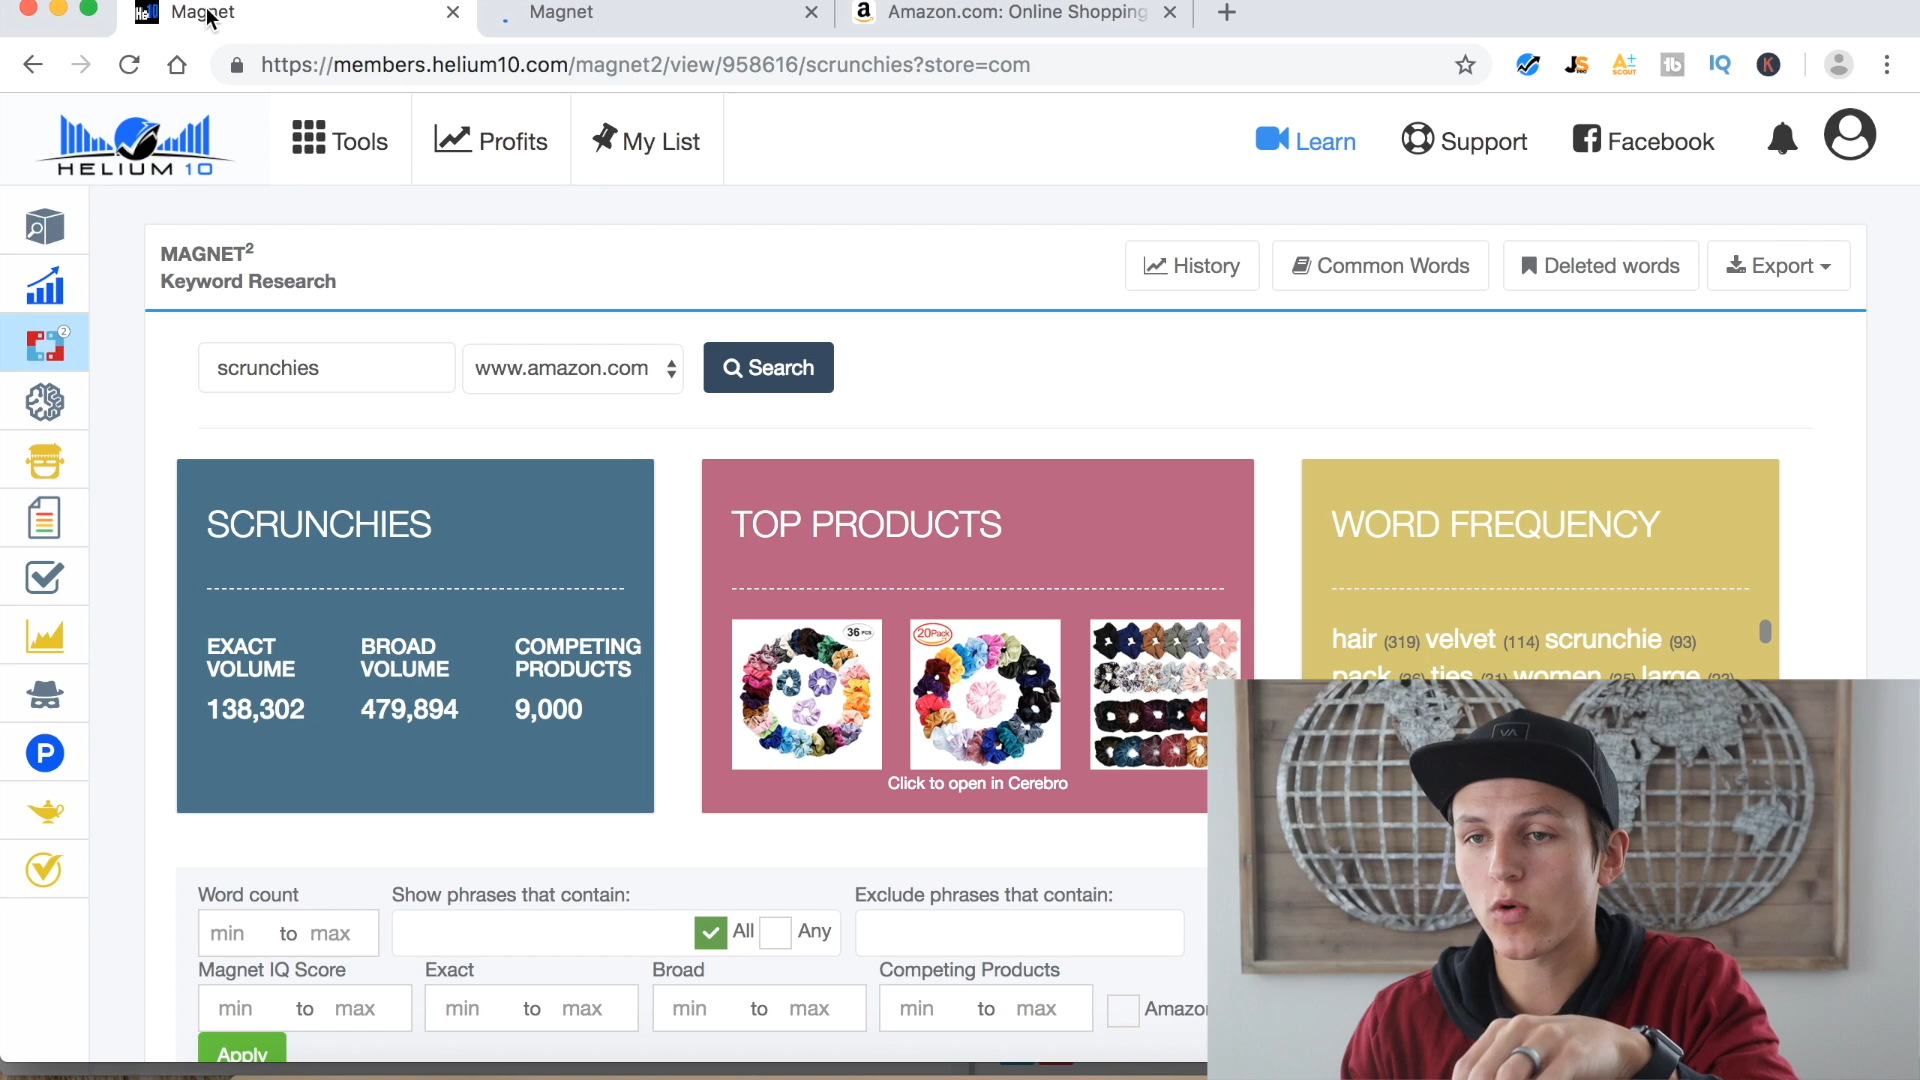 Magnet
Magnet
Amazon.com: Online Shopping
https://members.helium10.com/magnet2/view/958616/scrunchies?store=com
HELIUM 10
Tools
Profits
My List
Learn
Support
Facebook
MAGNET²
Keyword Research
History
Common Words
Deleted words
Export
scrunchies
www.amazon.com
Search
SCRUNCHIES
EXACT VOLUME
138,302
BROAD VOLUME
479,894
COMPETING PRODUCTS
9,000
TOP PRODUCTS
36 PCS
20Pack
Click to open in Cerebro
WORD FREQUENCY
hair (319) velvet (114) scrunchie (93)
pack ties women large
Word count
min to max
Show phrases that contain:
All
Any
Exclude phrases that contain:
Magnet IQ Score
min to max
Exact
min to max
Broad
min to max
Competing Products
min to max
Apply